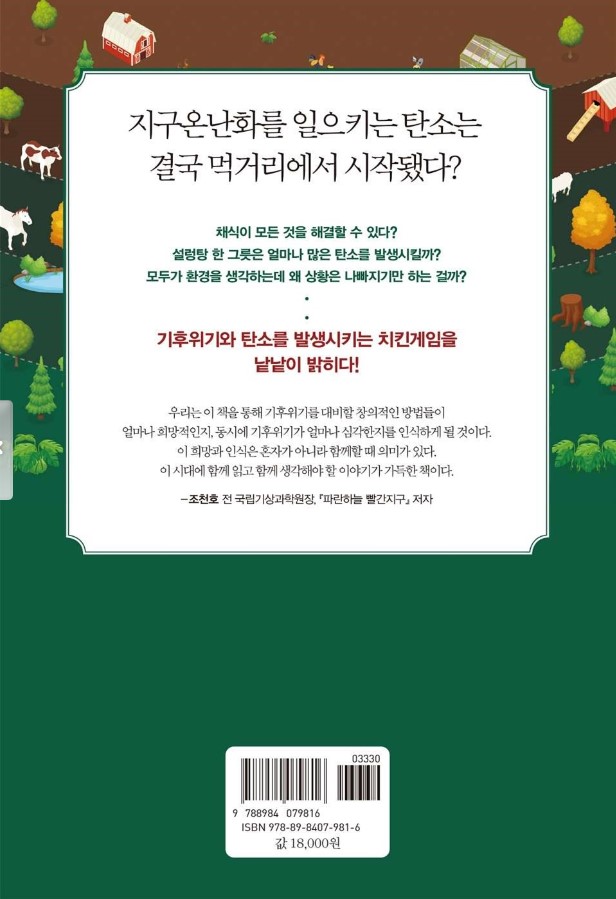 지구온난화를 일으키는 탄소는
결국 먹거리에서 시작됐다?
채식이 모든 것을 해결할 수 있다?
설렁탕 한 그릇은 얼마나 많은 탄소를 발생시킬까?
모두가 환경을 생각하는데 왜 상황은 나빠지기만 하는 걸까?
기후위기와 탄소를 발생시키는 치킨게임을
낱낱이 밝히다!
우리는 이 책을 통해 기후위기를 대비할 창의적인 방법들이
얼마나 희망적인지, 동시에 기후위기가 얼마나 심각한지를 인식하게 될 것이다.
이 희망과 인식은 혼자가 아니라 함께할 때 의미가 있다.
이 시대에 함께 읽고 함께 생각해야 할 이야기가 가득한 책이다.
–조천호 전 국립기상과학원장, 『파란하늘 빨간지구』 저자
03330
9 788984 079816
ISBN 978-89-8407-981-6
값 18,000원